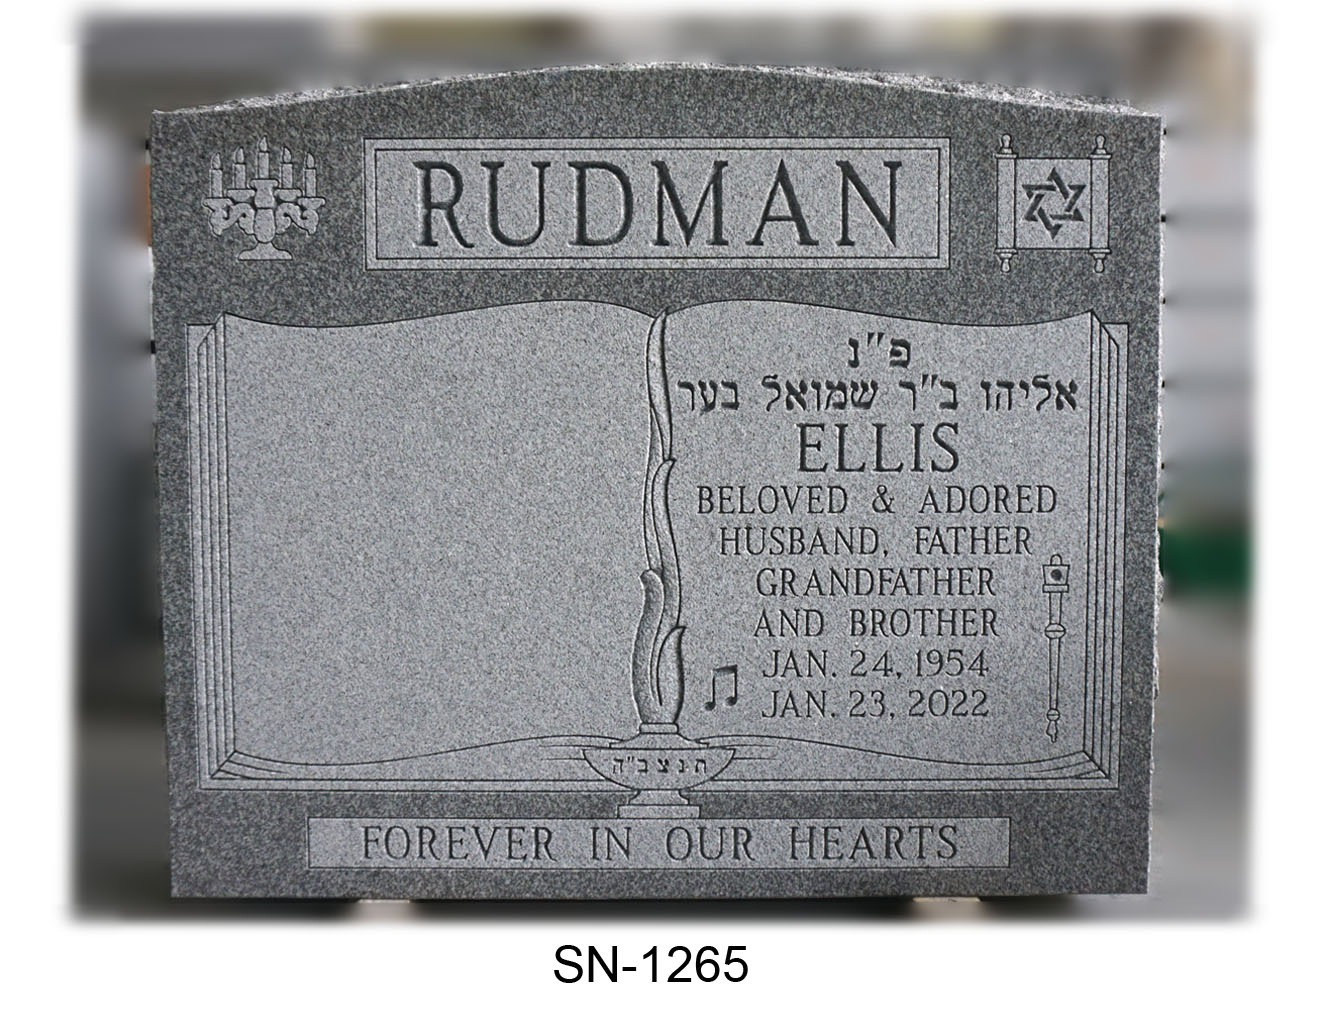 RUDMAN
פ"נ
אליהו ב"ר שמואל בער
ELLIS
BELOVED & ADORED
HUSBAND, FATHER
GRANDFATHER
AND BROTHER
JAN. 24, 1954
JAN. 23, 2022
ת נ צ ב"ה
FOREVER IN OUR HEARTS
SN-1265